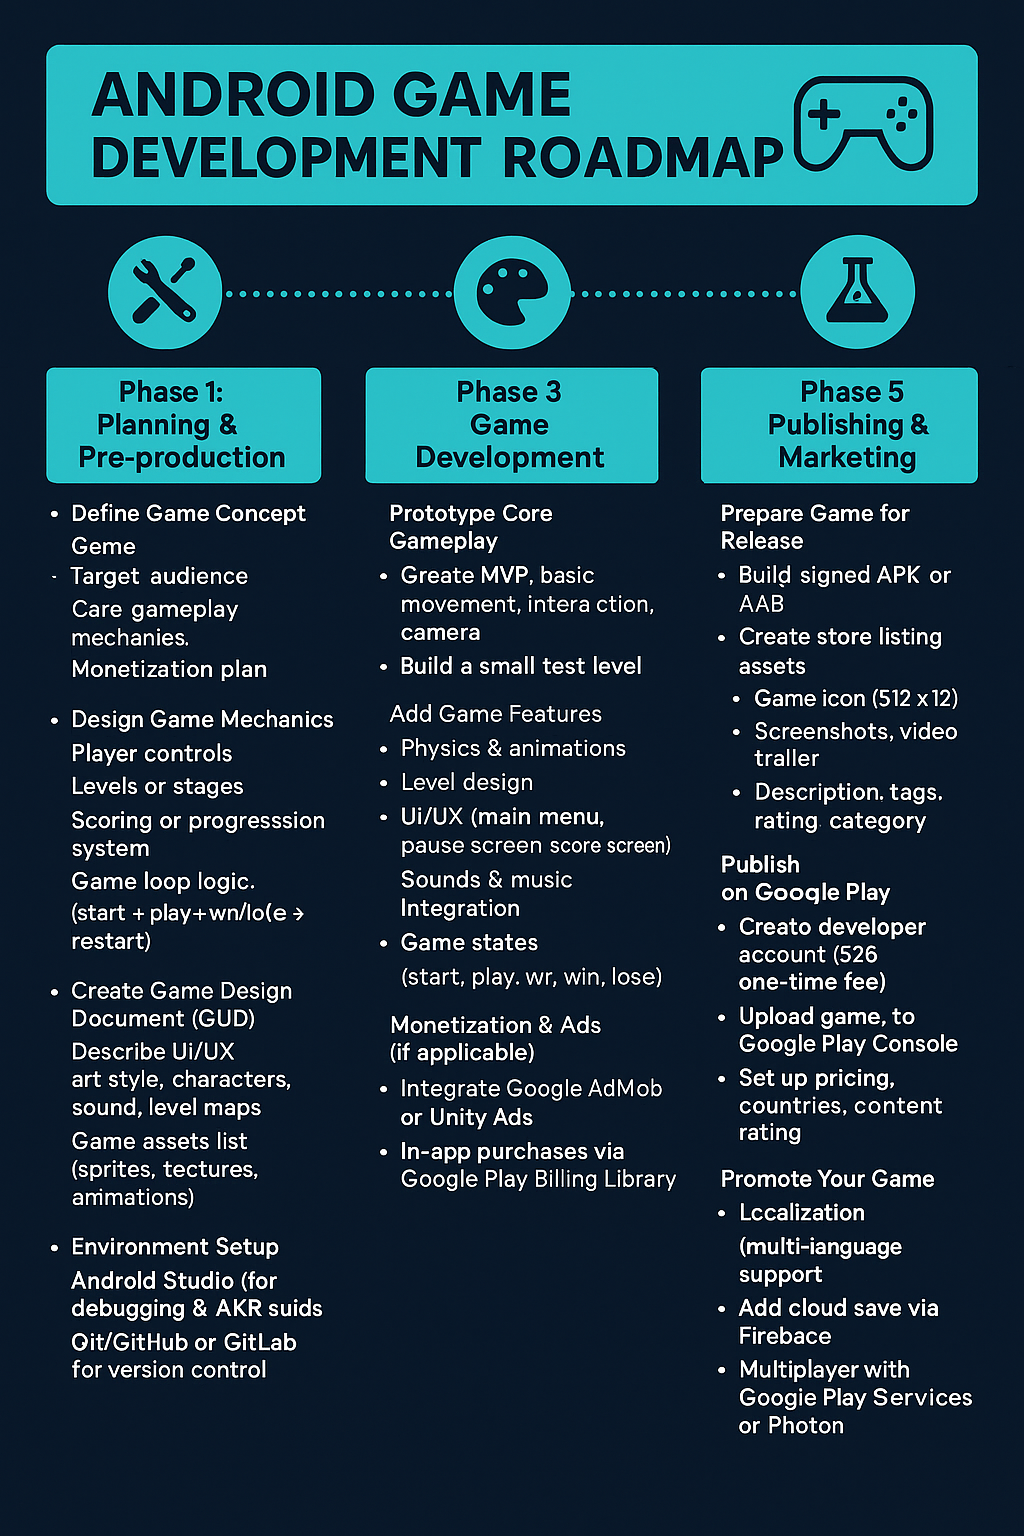 ANDROID GAME
DEVELOPMENT ROADMAP
Phase 1:
Planning &
Pre-production
• Define Game Concept
Geme
- Target audience
Care gameplay
mechanies.
Monetization plan
• Design Game Mechanics
Player controls
Levels or stages
Scoring or progresssion
system
Game loop logic.
(start + play+wn/lo(e →
restart)
• Create Game Design
Document (GUD)
Describe Ui/UX
art style, characters,
sound, level maps
Game assets list
(sprites, tectures,
animations)
• Environment Setup
Androld Studio (for
debugging & AKR suids
Oit/GitHub or GitLab
for version control
Phase 3
Game
Development
Prototype Core
Gameplay
• Greate MVP, basic
movement, intera ction,
camera
• Build a small test level
Add Game Features
• Physics & animations
• Level design
• Ui/UX (main menu,
pause screen score screen)
Sounds & music
Integration
• Game states
(start, play. wr, win, lose)
Monetization & Ads
(if applicable)
• Integrate Google AdMob
or Unity Ads
• In-app purchases via
Google Play Billing Library
Phase 5
Publishing &
Marketing
Prepare Game for
Release
• Build signed APK or
AAB
• Create store listing
assets
• Game icon (512 x12)
• Screenshots, video
traller
• Description. tags.
rating. category
Publish
on Gooqle Play
• Creato developer
account (526
one-time fee)
• Upload game, to
Google Play Console
• Set up pricing,
countries, content
rating
Promote Your Game
• Lccalization
(multi-ianguage
support
• Add cloud save via
Firebace
• Multiplayer with
Googie Play Services
or Photon